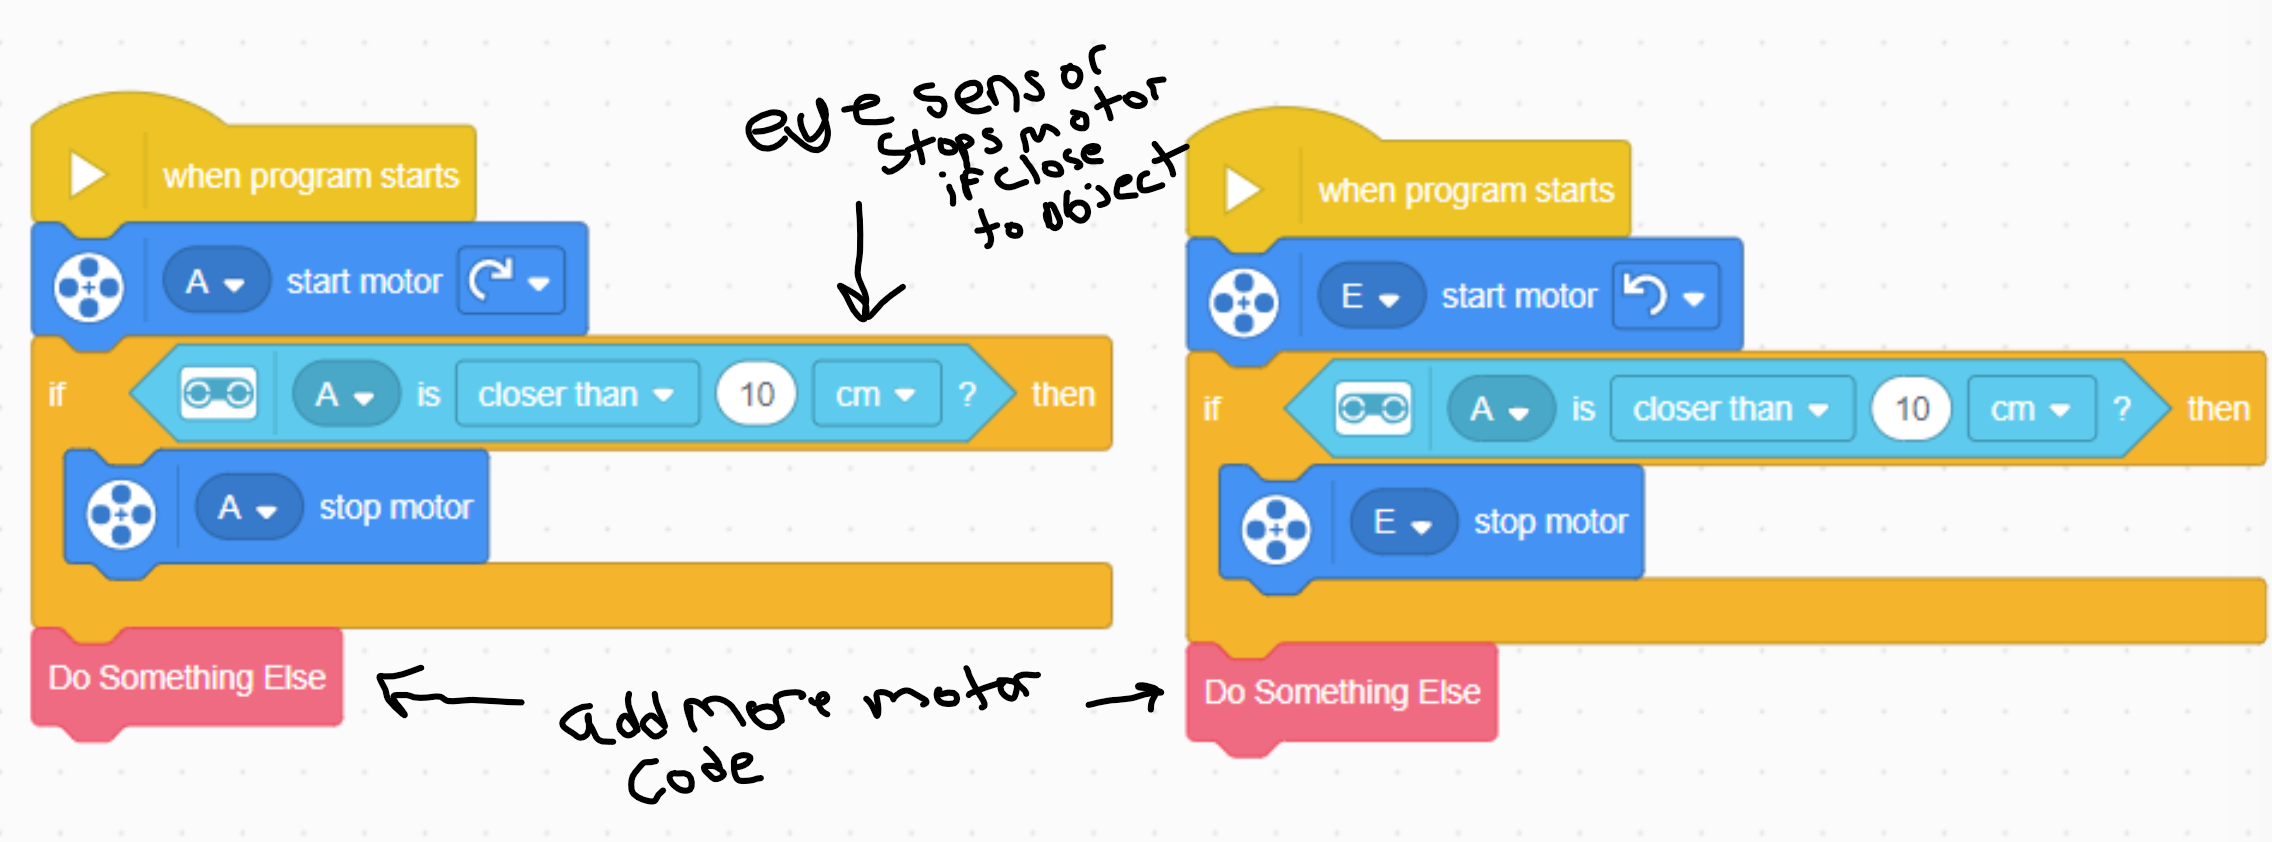 when program starts
A start motor
if A is closer than 10 cm ? then
A stop motor
Do Something Else
eye sensor
stops motor
if close
to object
add more motor
code
when program starts
E start motor
if A is closer than 10 cm ? then
E stop motor
Do Something Else